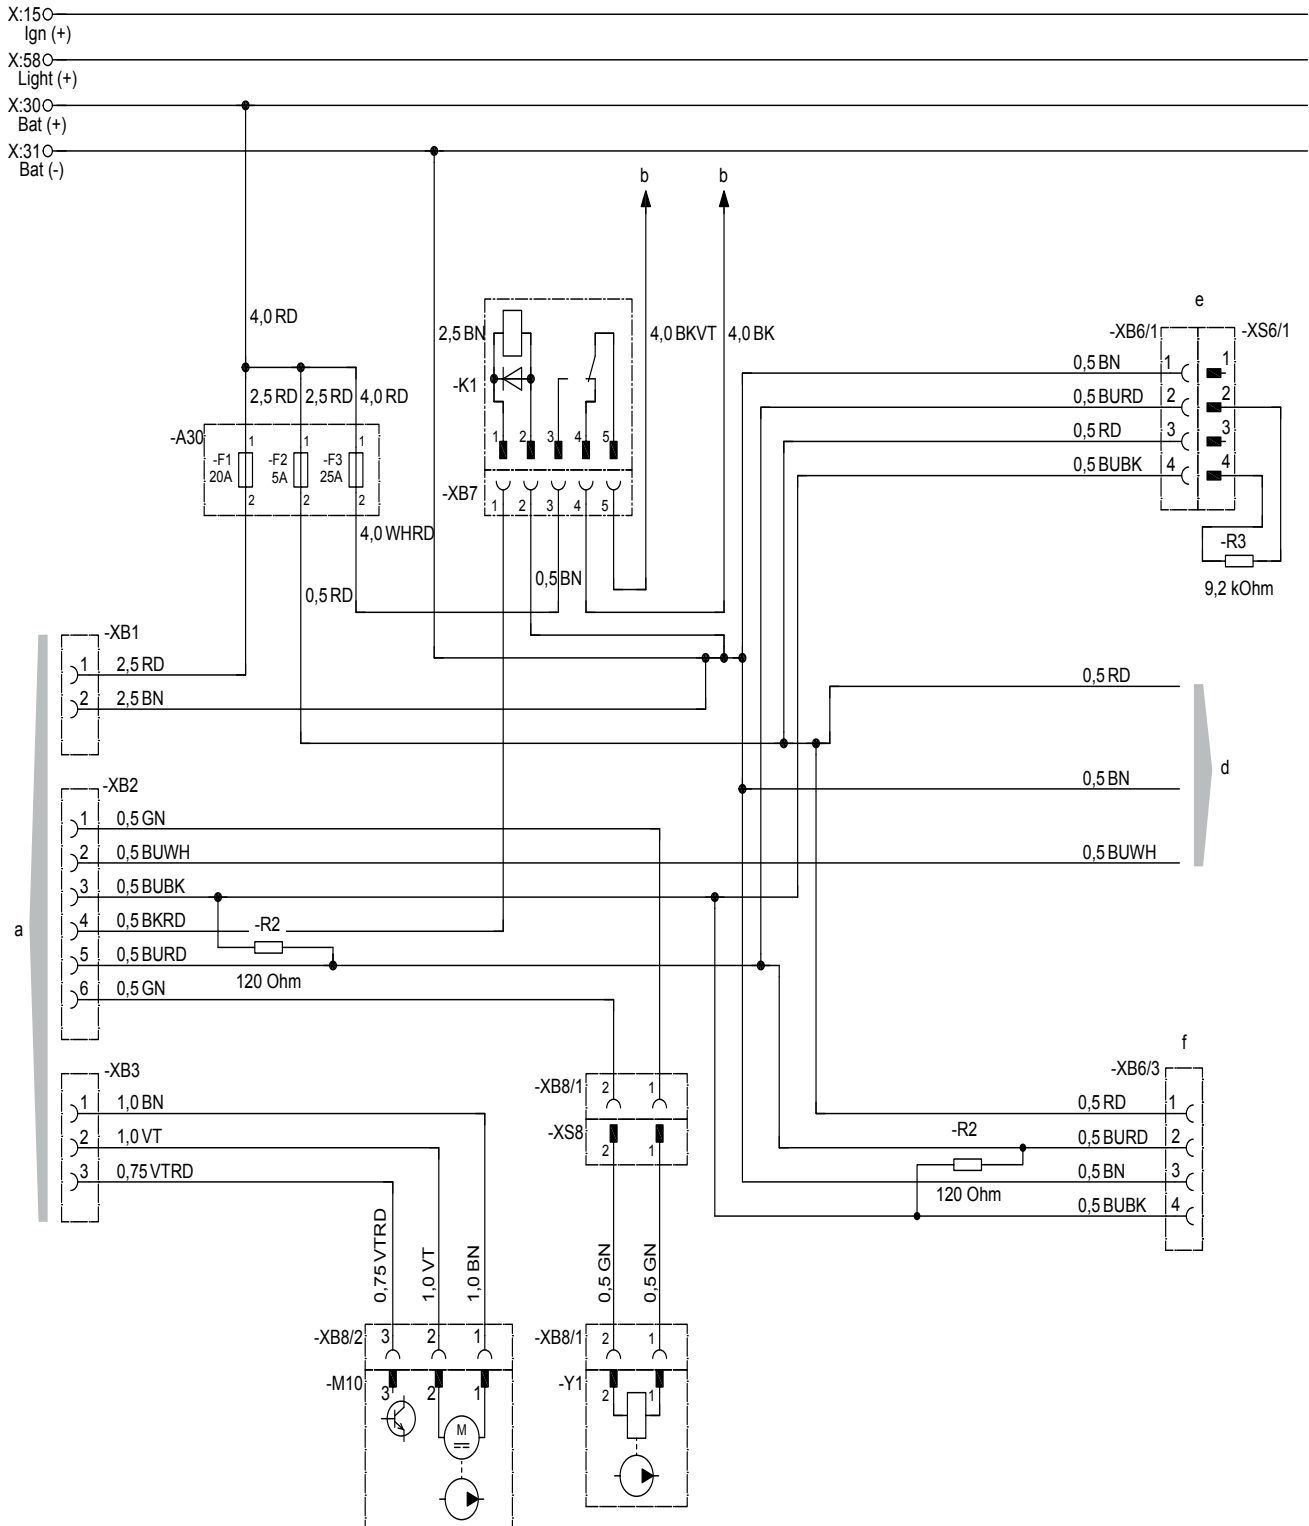 X:15
Ign (+)
X:58
Light (+)
X:30
Bat (+)
X:31
Bat (-)
b b
e
4,0 RD
2,5 BN
4,0 BKVT 4,0 BK
-XB6/1 -XS6/1
-K1
0,5 BN 1 1
2,5 RD 2,5 RD 4,0 RD
0,5 BURD 2 2
-A30
0,5 RD 3 3
1 1 1
1 2 3 4 5
-F1 20A
-F2 5A
-F3 25A
0,5 BUBK 4 4
2 2 2
-XB7
1 2 3 4 5
4,0 WHRD
-R3
9,2 kOhm
0,5 BN
0,5 RD
-XB1
1 2,5 RD
0,5 RD
2 2,5 BN
d
0,5 BN
-XB2
1 0,5 GN
2 0,5 BUWH
0,5 BUWH
3 0,5 BUBK
a
4 0,5 BKRD
-R2
5 0,5 BURD
120 Ohm
6 0,5 GN
f
-XB3
-XB6/3
-XB8/1 2 1
1 1,0 BN
0,5 RD 1
-XS8
2 1,0 VT
2 1
-R2
0,5 BURD 2
3 0,75 VTRD
0,5 BN 3
120 Ohm
0,5 BUBK 4
0,75 VTRD
1,0 VT
1,0 BN
0,5 GN
0,5 GN
-XB8/2 3 2 1
-XB8/1 2 1
-M10
3 2 1
-Y1
2 1
M